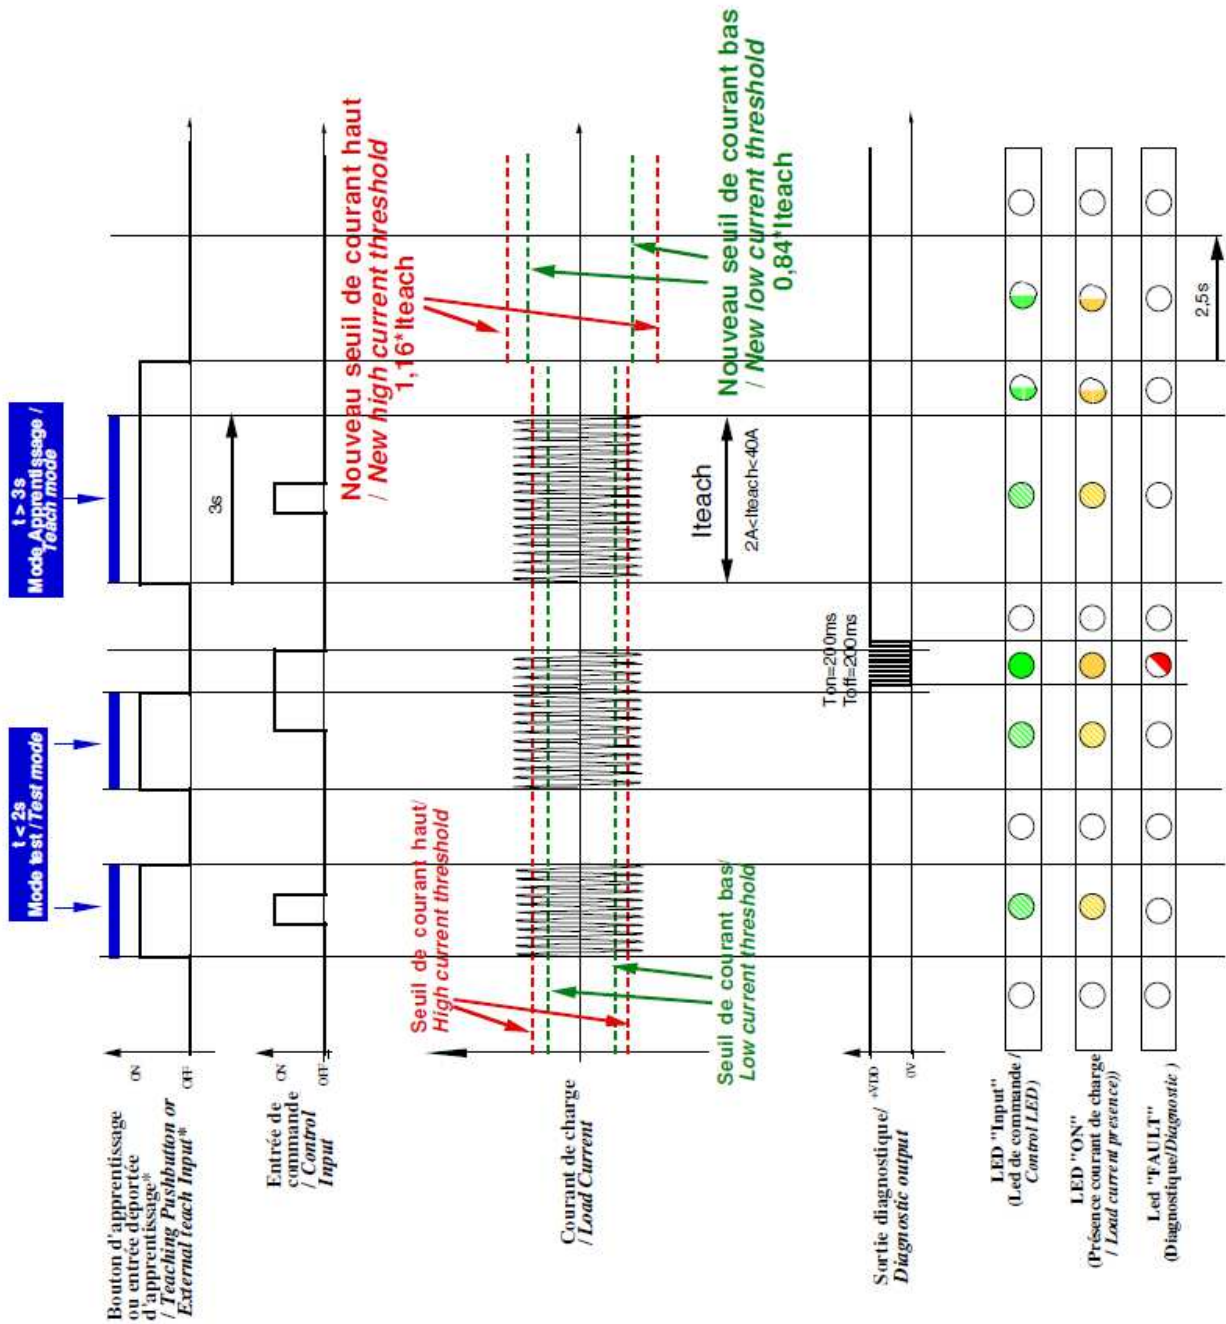 t < 2s
Mode test / Test mode
t > 3s
Mode Apprentissage /
Teach mode
Bouton d'apprentissage
ou entrée déportée
d'apprentissage*
/ Teaching Pushbutton or
External teach Input*
ON
OFF
3s
Entrée de
commande
/ Control
Input
ON
OFF
Nouveau seuil de courant haut
/ New high current threshold
1,16*Iteach
Seuil de courant haut/
High current threshold
Courant de charge
/ Load Current
Seuil de courant bas/
Low current threshold
Iteach
2A<Iteach<40A
Nouveau seuil de courant bas
/ New low current threshold
0,84*Iteach
Sortie diagnostique/
Diagnostic output
+VDD
0V
Ton=200ms
Toff=200ms
LED "Input"
(Led de commande /
Control LED)
LED "ON"
(Présence courant de charge
/ Load current presence))
Led "FAULT"
(Diagnostique/Diagnostic )
2,5s